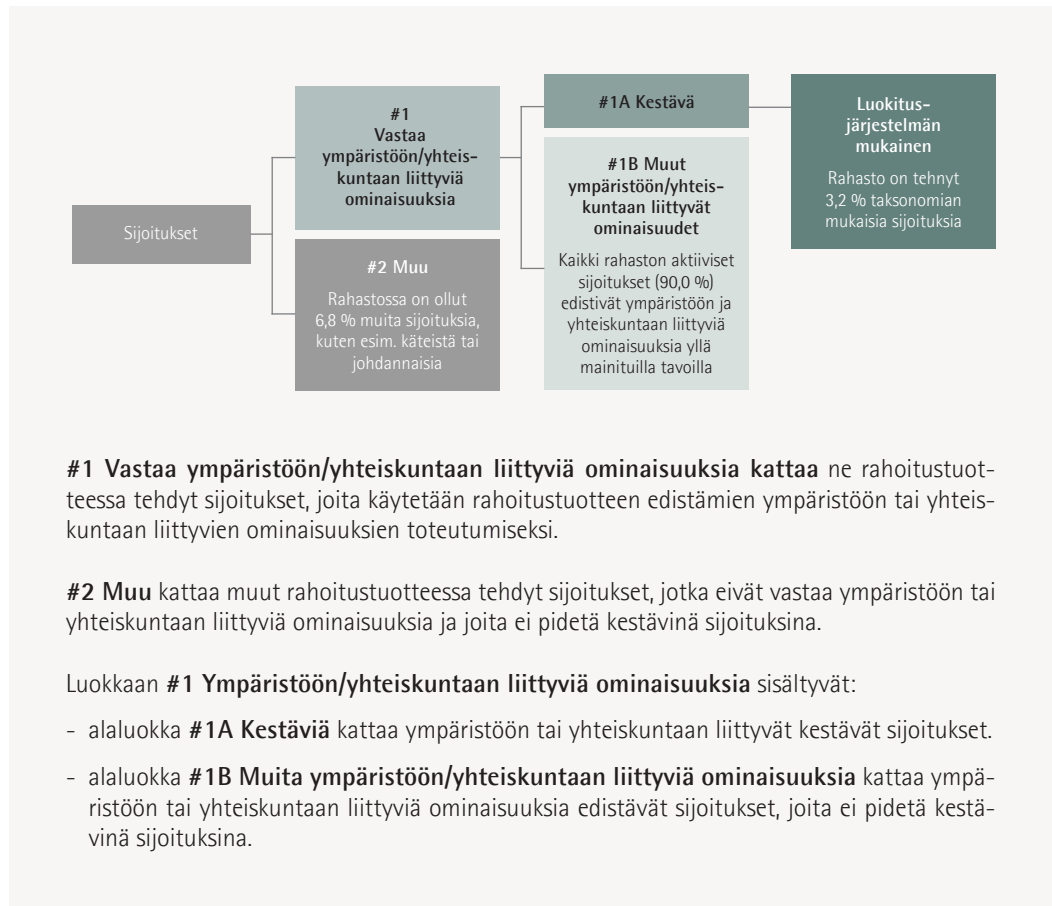 Sijoitukset
#1
Vastaa
ympäristöön/yhteis-
kuntaan liittyviä
ominaisuuksia
#2 Muu
Rahastossa on ollut
6,8 % muita sijoituksia,
kuten esim. käteistä tai
johdannaisia
#1A Kestävä
#1B Muut
ympäristöön/yhteis-
kuntaan liittyvät
ominaisuudet
Kaikki rahaston aktiiviset
sijoitukset (90,0 %)
edistivät ympäristöön ja
yhteiskuntaan liittyviä
ominaisuuksia yllä
mainituilla tavoilla
Luokitus-
järjestelmän
mukainen
Rahasto on tehnyt
3,2 % taksonomian
mukaisia sijoituksia
#1 Vastaa ympäristöön/yhteiskuntaan liittyviä ominaisuuksia kattaa ne rahoitustuot-
teessa tehdyt sijoitukset, joita käytetään rahoitustuotteen edistämien ympäristöön tai yhteis-
kuntaan liittyvien ominaisuuksien toteutumiseksi.
#2 Muu kattaa muut rahoitustuotteessa tehdyt sijoitukset, jotka eivät vastaa ympäristöön tai
yhteiskuntaan liittyviä ominaisuuksia ja joita ei pidetä kestävinä sijoituksina.
Luokkaan #1 Ympäristöön/yhteiskuntaan liittyviä ominaisuuksia sisältyvät:
- alaluokka #1A Kestäviä kattaa ympäristöön tai yhteiskuntaan liittyvät kestävät sijoitukset.
- alaluokka #1B Muita ympäristöön/yhteiskuntaan liittyviä ominaisuuksia kattaa ympä-
ristöön tai yhteiskuntaan liittyviä ominaisuuksia edistävät sijoitukset, joita ei pidetä kestä-
vinä sijoituksina.